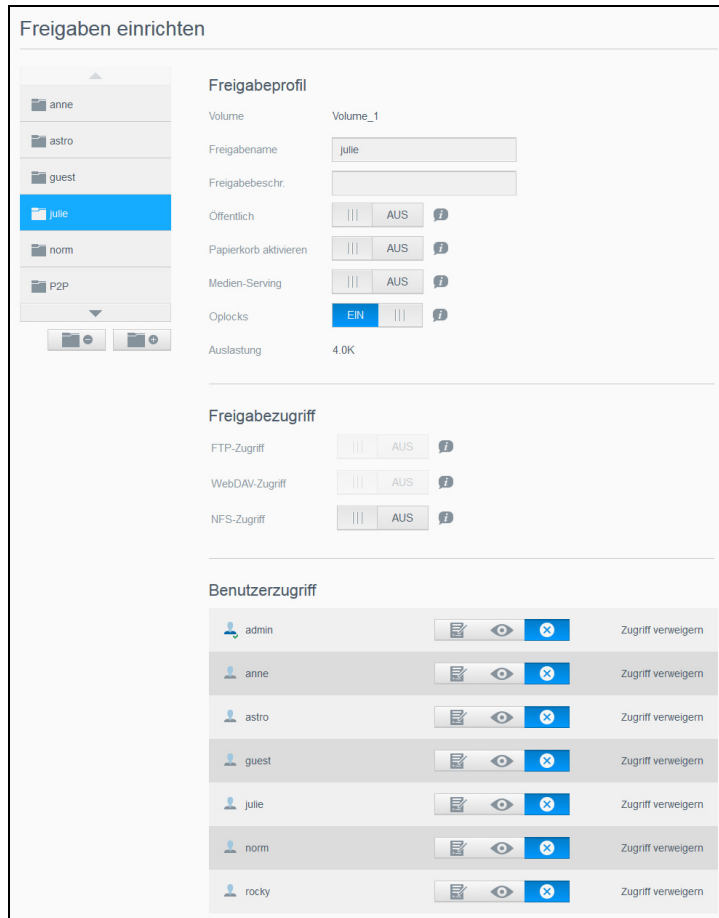 Freigaben einrichten
anne
astro
guest
julie
norm
P2P
Freigabeprofil
Volume Volume_1
Freigabename julie
Freigabebeschr.
Öffentlich AUS
Papierkorb aktivieren AUS
Medien-Serving AUS
Oplocks EIN
Auslastung 4.0K
Freigabezugriff
FTP-Zugriff AUS
WebDAV-Zugriff AUS
NFS-Zugriff AUS
Benutzerzugriff
admin Zugriff verweigern
anne Zugriff verweigern
astro Zugriff verweigern
guest Zugriff verweigern
julie Zugriff verweigern
norm Zugriff verweigern
rocky Zugriff verweigern